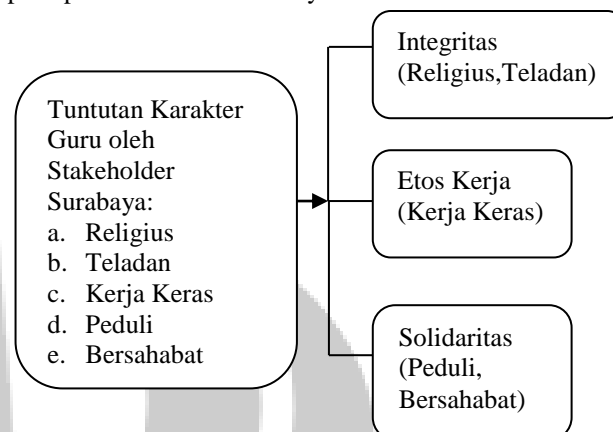 Tuntutan Karakter
Guru oleh
Stakeholder
Surabaya:
a. Religius
b. Teladan
c. Kerja Keras
d. Peduli
e. Bersahabat
Integritas
(Religius,Teladan)
Etos Kerja
(Kerja Keras)
Solidaritas
(Peduli,
Bersahabat)